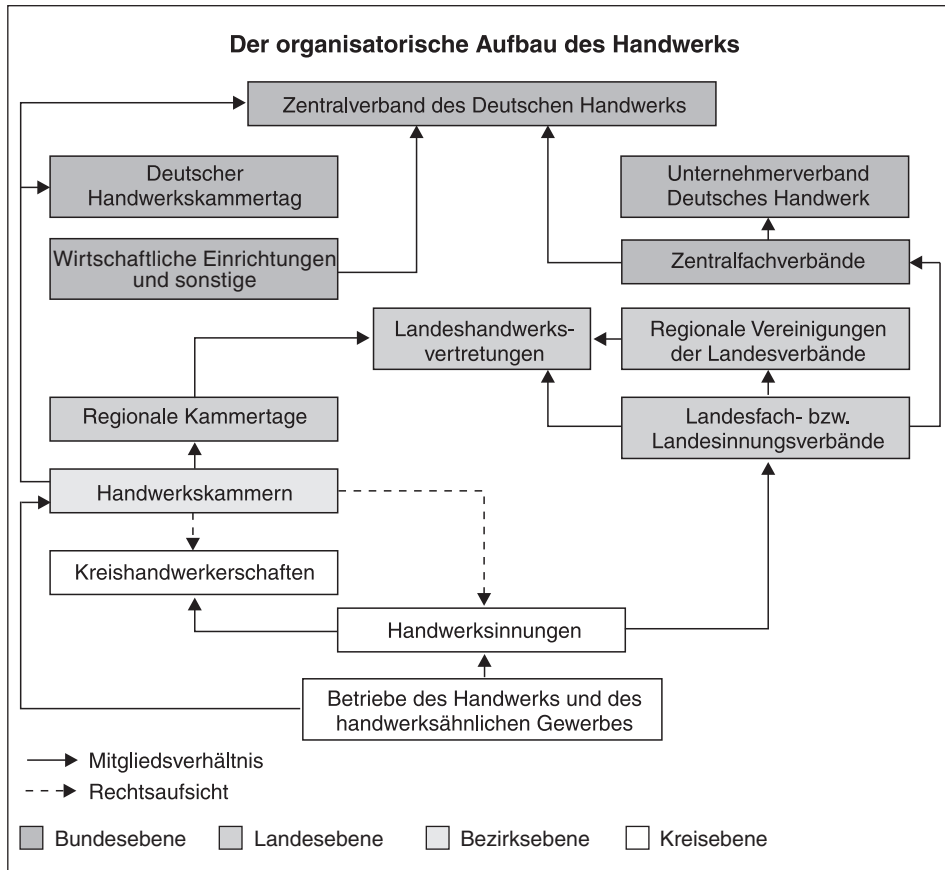 Der organisatorische Aufbau des Handwerks
Zentralverband des Deutschen Handwerks
Deutscher
Handwerkskammertag
Unternehmerverband
Deutsches Handwerk
Wirtschaftliche Einrichtungen
und sonstige
Zentralfachverbände
Landeshandwerks-
vertretungen
Regionale Vereinigungen
der Landesverbände
Regionale Kammertage
Landesfach- bzw.
Landesinnungsverbände
Handwerkskammern
Kreishandwerkerschaften
Handwerksinnungen
Betriebe des Handwerks und des
handwerksähnlichen Gewerbes
Mitgliedsverhältnis
Rechtsaufsicht
Bundesebene
Landesebene
Bezirksebene
Kreisebene